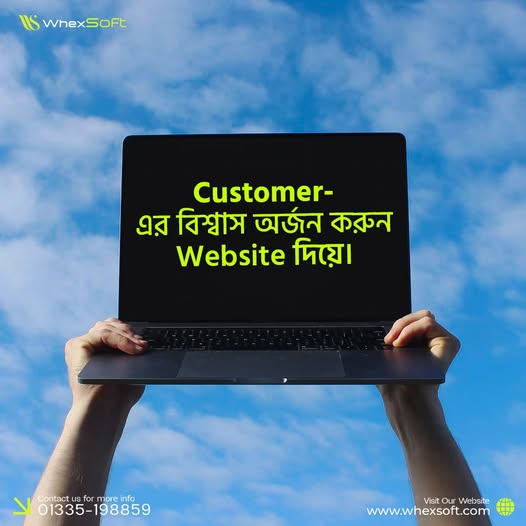 WhexSoft
Customer-
এর বিশ্বাস অর্জন করুন
Website দিয়ে।
Contact us for more info
01335-198859
Visit Our Website
www.whexsoft.com